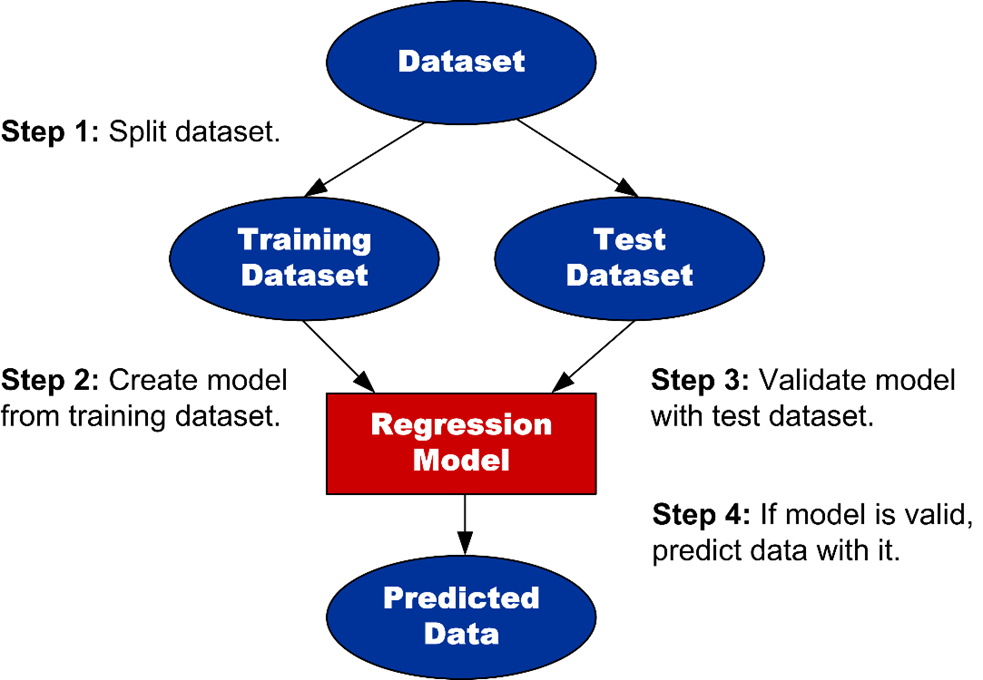 Dataset
Step 1: Split dataset.
Training
Dataset
Test
Dataset
Step 2: Create model
from training dataset.
Step 3: Validate model
with test dataset.
Regression
Model
Step 4: If model is valid,
predict data with it.
Predicted
Data